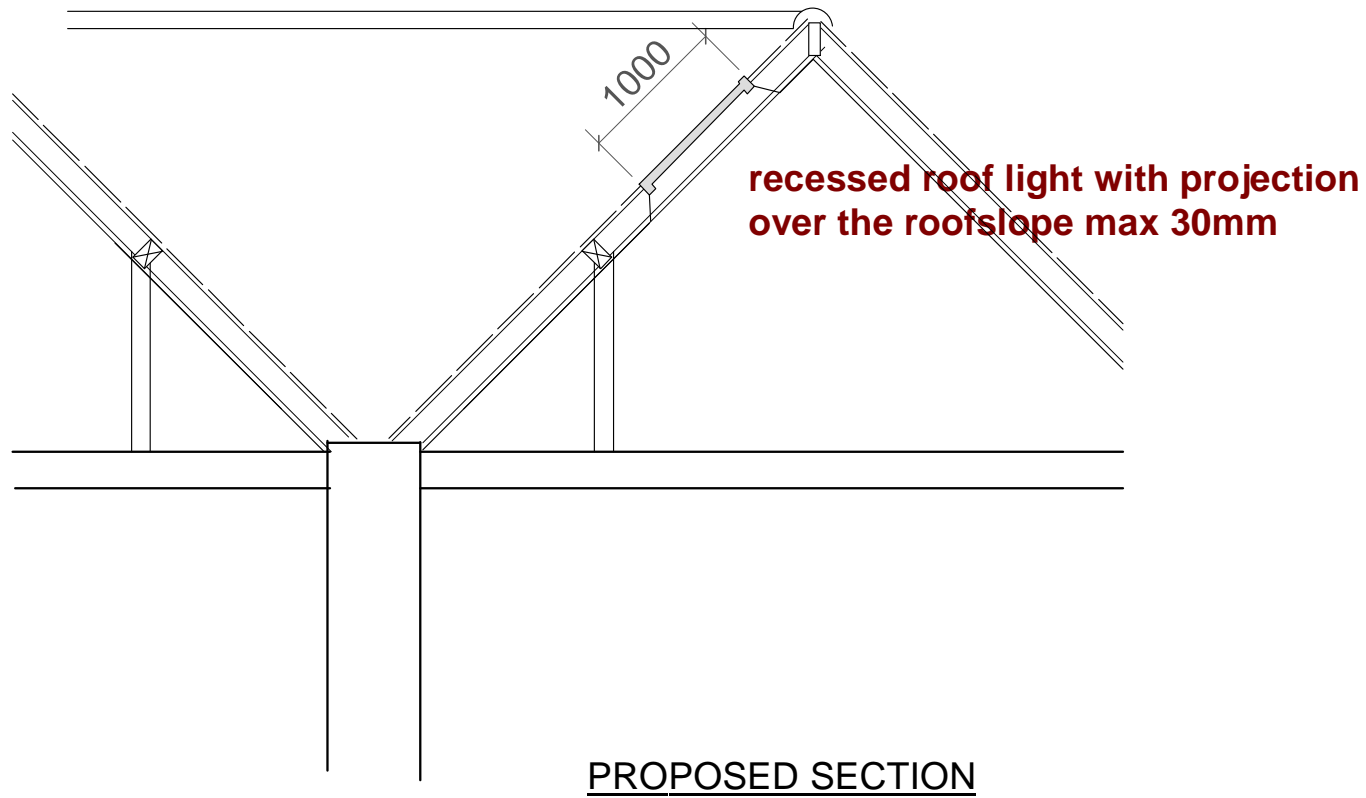 1000
recessed roof light with projection
over the roofslope max 30mm
PROPOSED SECTION